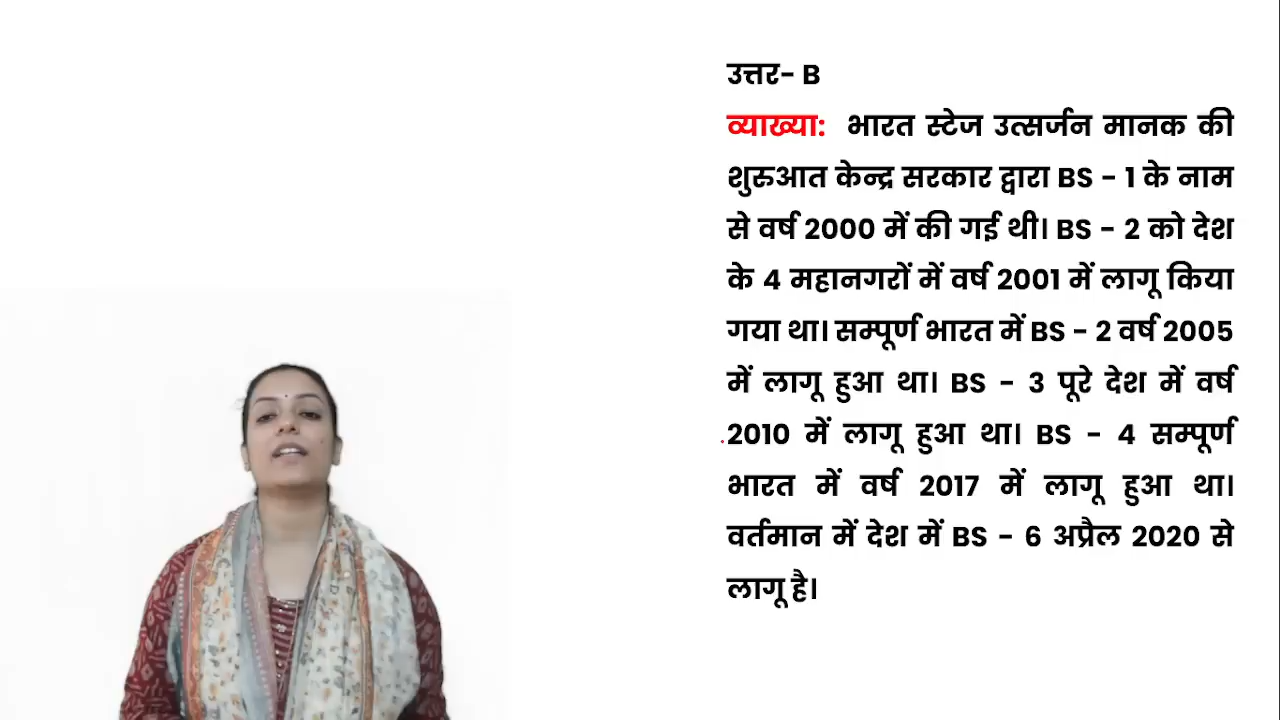 उत्तर- B
व्याख्या: भारत स्टेज उत्सर्जन मानक की
शुरुआत केन्द्र सरकार द्वारा BS - 1 के नाम
से वर्ष 2000 में की गई थी। BS - 2 को देश
के 4 महानगरों में वर्ष 2001 में लागू किया
गया था। सम्पूर्ण भारत में BS - 2 वर्ष 2005
में लागू हुआ था। BS - 3 पूरे देश में वर्ष
2010 में लागू हुआ था। BS - 4 सम्पूर्ण
भारत में वर्ष 2017 में लागू हुआ था।
वर्तमान में देश में BS - 6 अप्रैल 2020 से
लागू है।